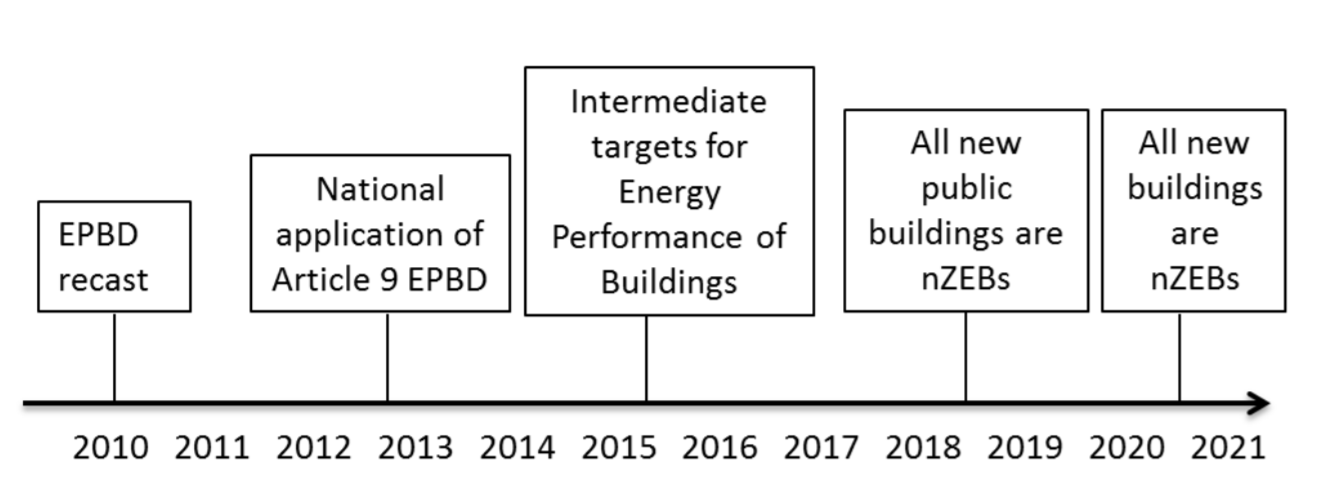 EPBD
recast
National
application of
Article 9 EPBD
Intermediate
targets for
Energy
Performance of
Buildings
All new
public
buildings are
nZEBs
All new
buildings
are
nZEBs
2010 2011 2012 2013 2014 2015 2016 2017 2018 2019 2020 2021